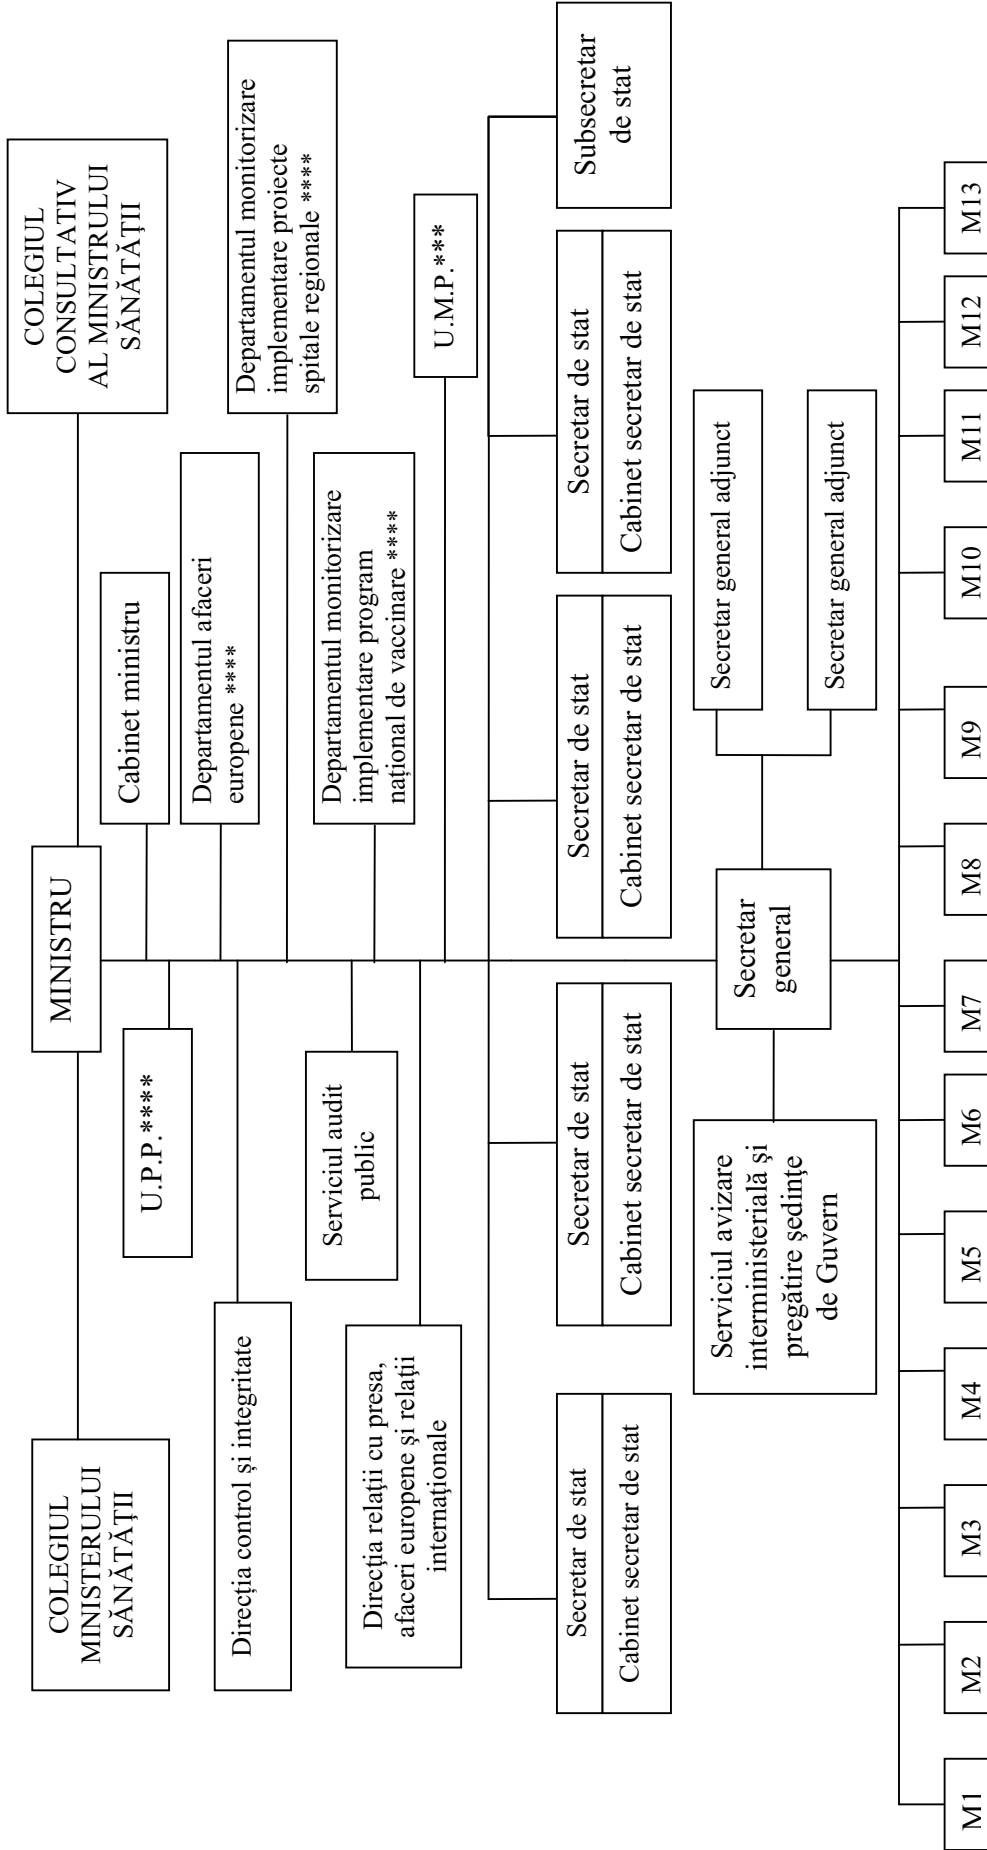 COLEGIUL
MINISTERULUI
SĂNĂTĂȚII
MINISTRU
COLEGIUL
CONSULTATIV
AL MINISTRULUI
SĂNĂTĂȚII
Cabinet ministru
U.P.P.****
Departamentul afaceri
europene ****
Direcția control și integritate
Departamentul monitorizare
implementare proiecte
spitale regionale ****
Serviciul audit
public
Departamentul monitorizare
implementare program
național de vaccinare ****
Direcția relații cu presa,
afaceri europene și relații
internaționale
U.M.P.***
Secretar de stat
Cabinet secretar de stat
Secretar de stat
Cabinet secretar de stat
Secretar de stat
Cabinet secretar de stat
Secretar de stat
Cabinet secretar de stat
Subsecretar
de stat
Serviciul avizare
interministerială și
pregătire ședințe
de Guvern
Secretar
general
Secretar general adjunct
Secretar general adjunct
M1
M2
M3
M4
M5
M6
M7
M8
M9
M10
M11
M12
M13